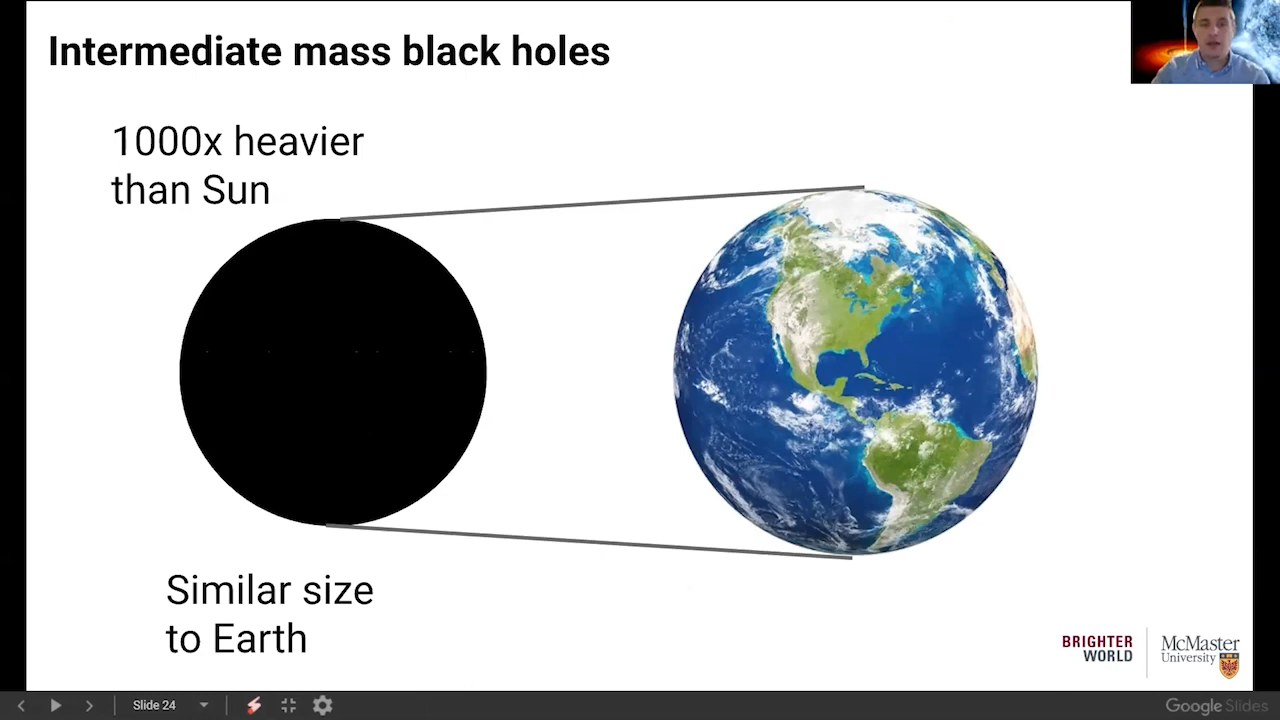 Intermediate mass black holes
1000x heavier
than Sun
Similar size
to Earth
BRIGHTER
WORLD
McMaster
University
Slide 24
Google Slides